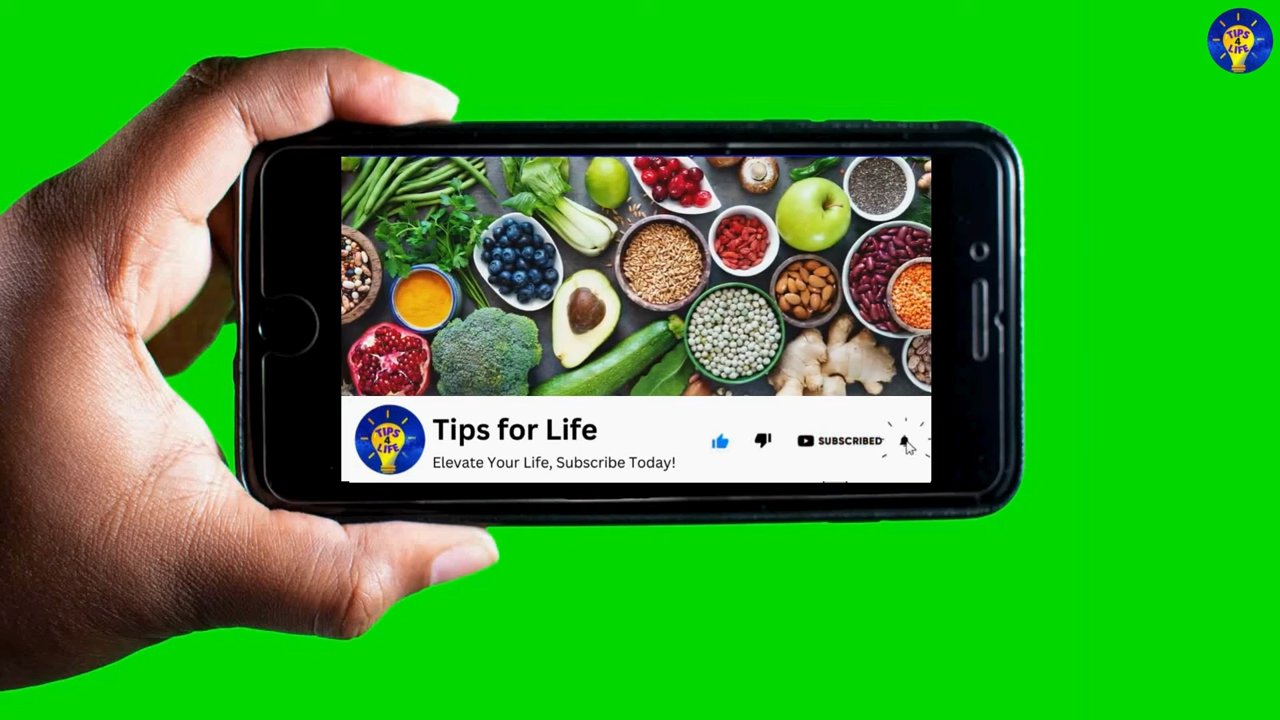 TIPS
4
LIFE
TIPS
4
LIFE
Tips for Life
SUBSCRIBED
Elevate Your Life, Subscribe Today!